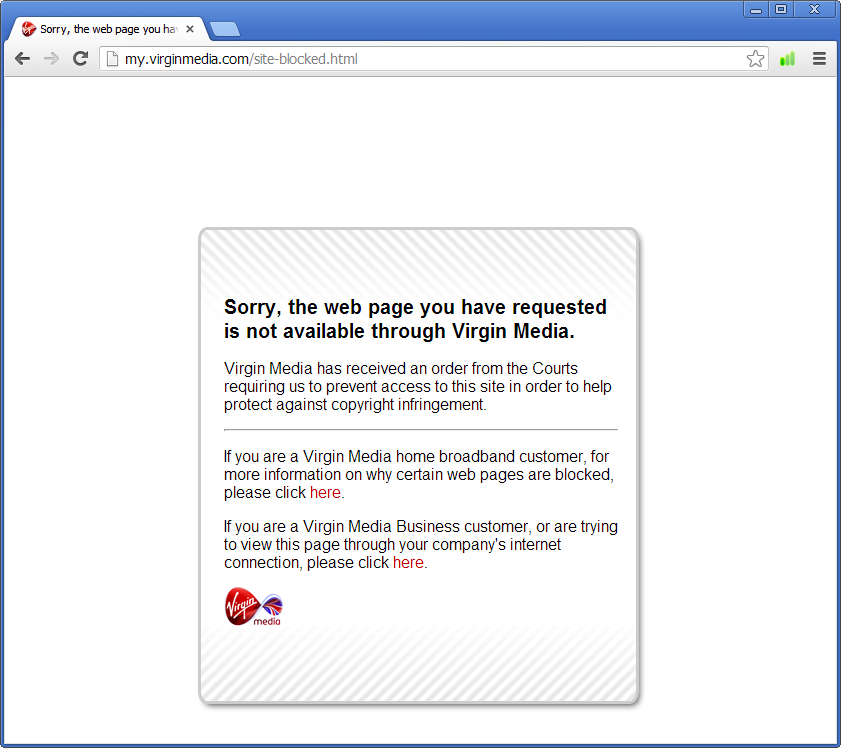 Sorry, the web page you hav
my.virginmedia.com/site-blocked.html
Sorry, the web page you have requested
is not available through Virgin Media.
Virgin Media has received an order from the Courts
requiring us to prevent access to this site in order to help
protect against copyright infringement.
If you are a Virgin Media home broadband customer, for
more information on why certain web pages are blocked,
please click here.
If you are a Virgin Media Business customer, or are trying
to view this page through your company's internet
connection, please click here.
Virgin
media